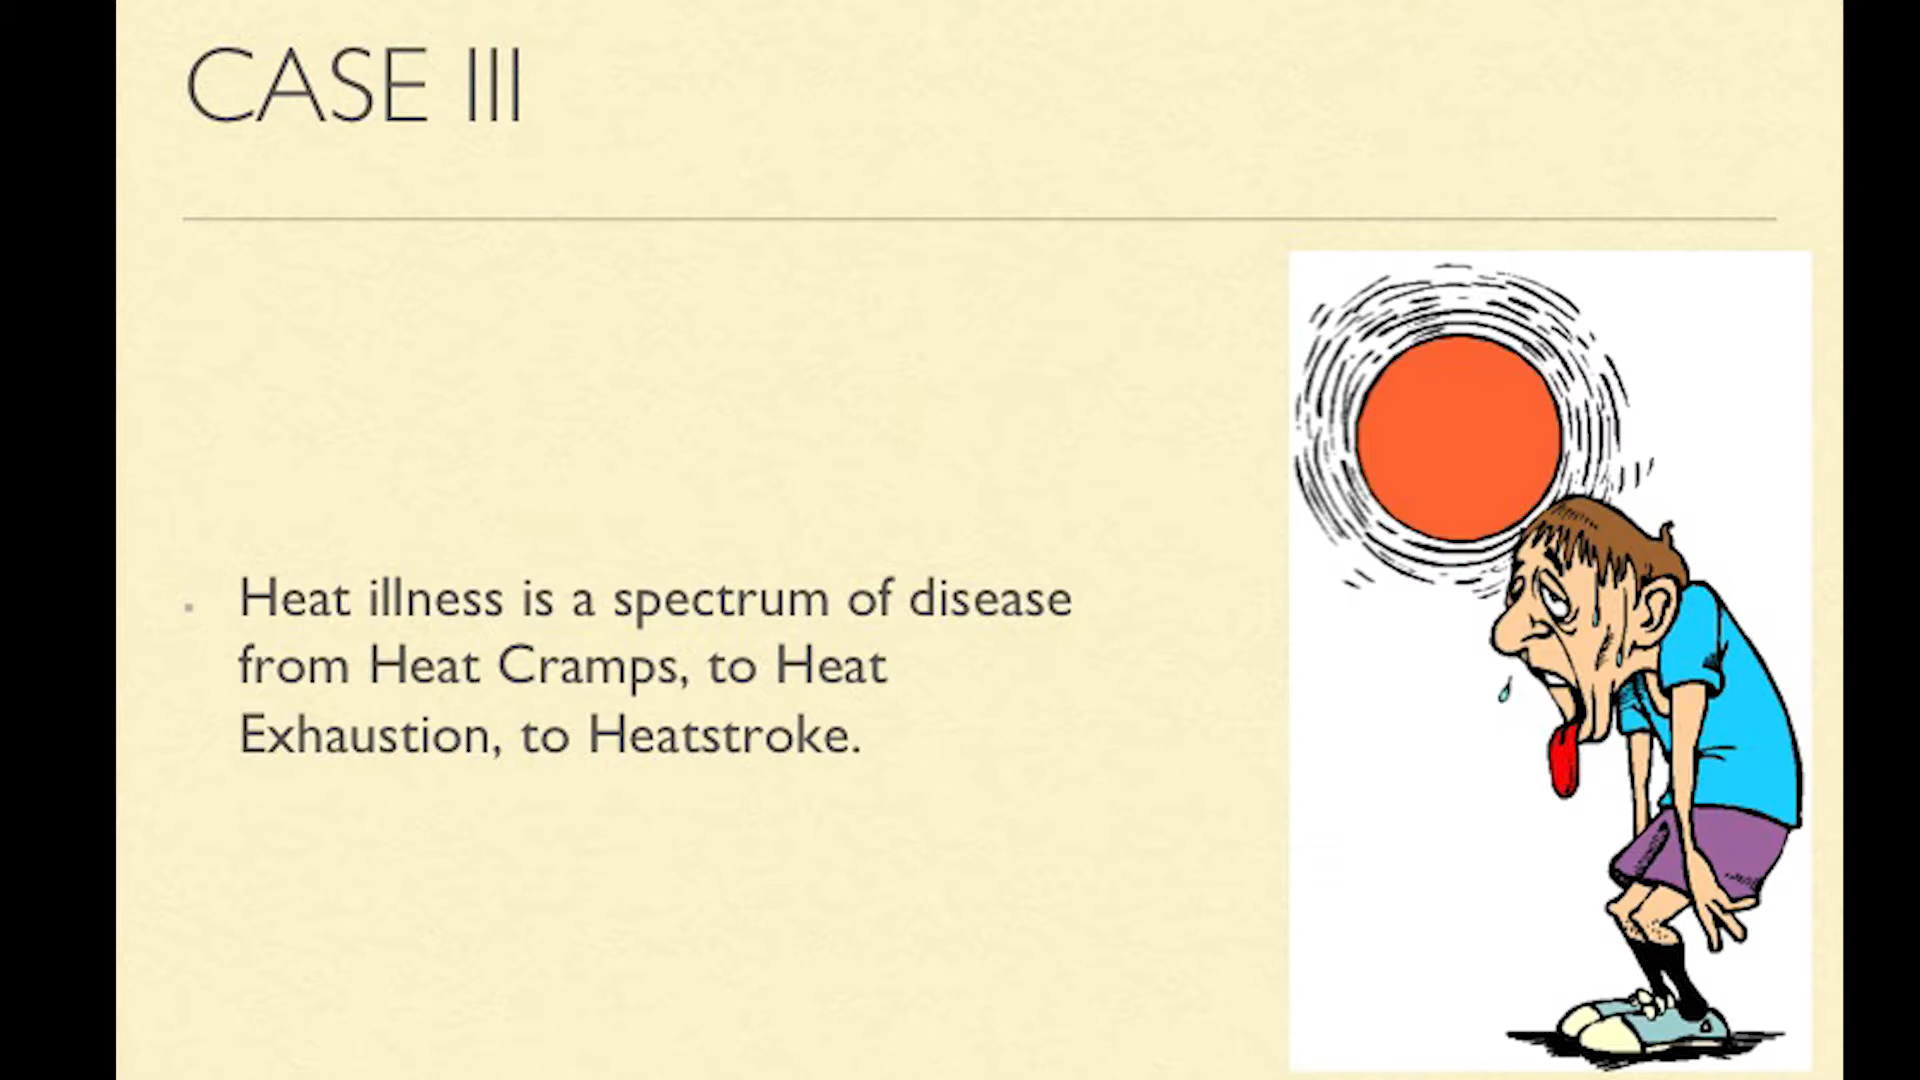 CASE III
Heat illness is a spectrum of disease
from Heat Cramps, to Heat
Exhaustion, to Heatstroke.